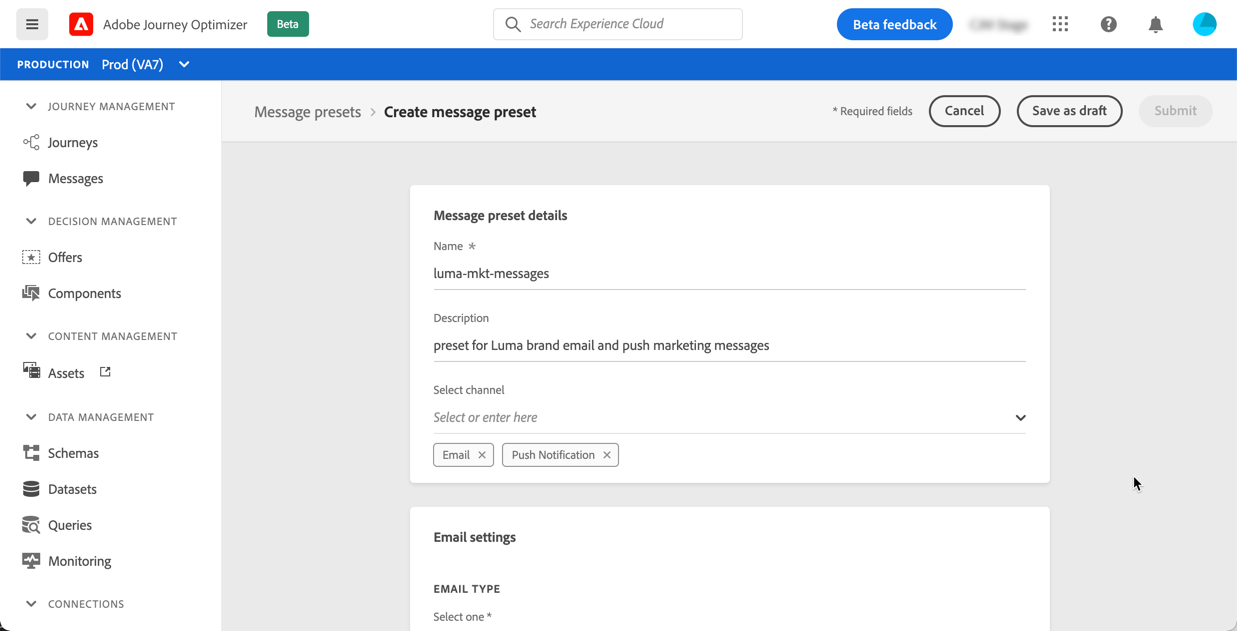 Adobe Journey Optimizer
Beta
Search Experience Cloud
Beta feedback
PRODUCTION Prod (VA7)
JOURNEY MANAGEMENT
Journeys
Messages
DECISION MANAGEMENT
Offers
Components
CONTENT MANAGEMENT
Assets
DATA MANAGEMENT
Schemas
Datasets
Queries
Monitoring
CONNECTIONS
Message presets > Create message preset
* Required fields
Cancel
Save as draft
Submit
Message preset details
Name *
luma-mkt-messages
Description
preset for Luma brand email and push marketing messages
Select channel
Select or enter here
Email
Push Notification
Email settings
EMAIL TYPE
Select one *